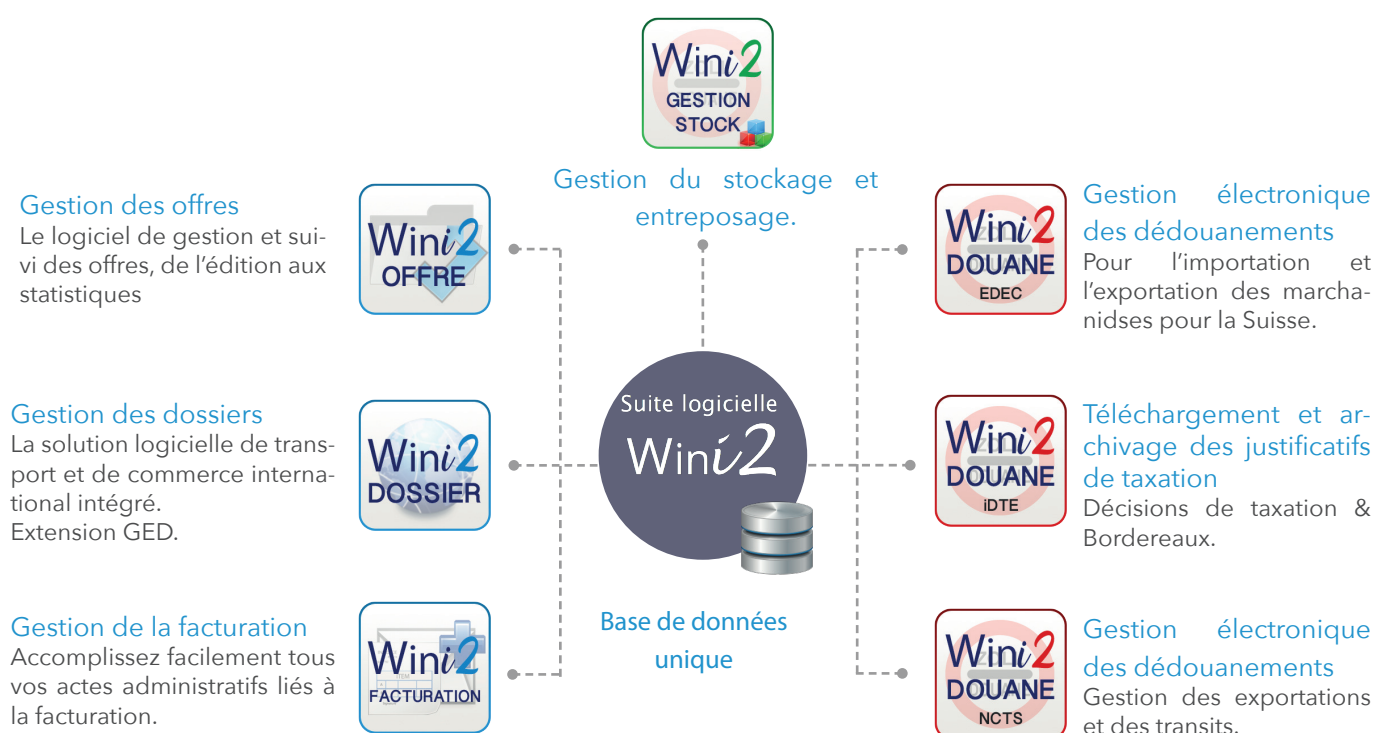 Wini2
GESTION
STOCK
Gestion du stockage et
entreposage.
Gestion des offres
Le logiciel de gestion et sui-
vi des offres, de l'édition aux
statistiques
Wini2
OFFRE
Gestion des dossiers
La solution logicielle de trans-
port et de commerce interna-
tional intégré.
Extension GED.
Wini2
DOSSIER
Gestion de la facturation
Accomplissez facilement tous
vos actes administratifs liés à
la facturation.
Wini2
FACTURATION
Suite logicielle
Wini2
Base de données
unique
Wini2
DOUANE
EDEC
Gestion électronique
des dédouanements
Pour l'importation et
l'exportation des marcha-
nidses pour la Suisse.
Wini2
DOUANE
iDTE
Téléchargement et ar-
chivage des justificatifs
de taxation
Décisions de taxation &
Bordereaux.
Wini2
DOUANE
NCTS
Gestion électronique
des dédouanements
Gestion des exportations
et des transits.